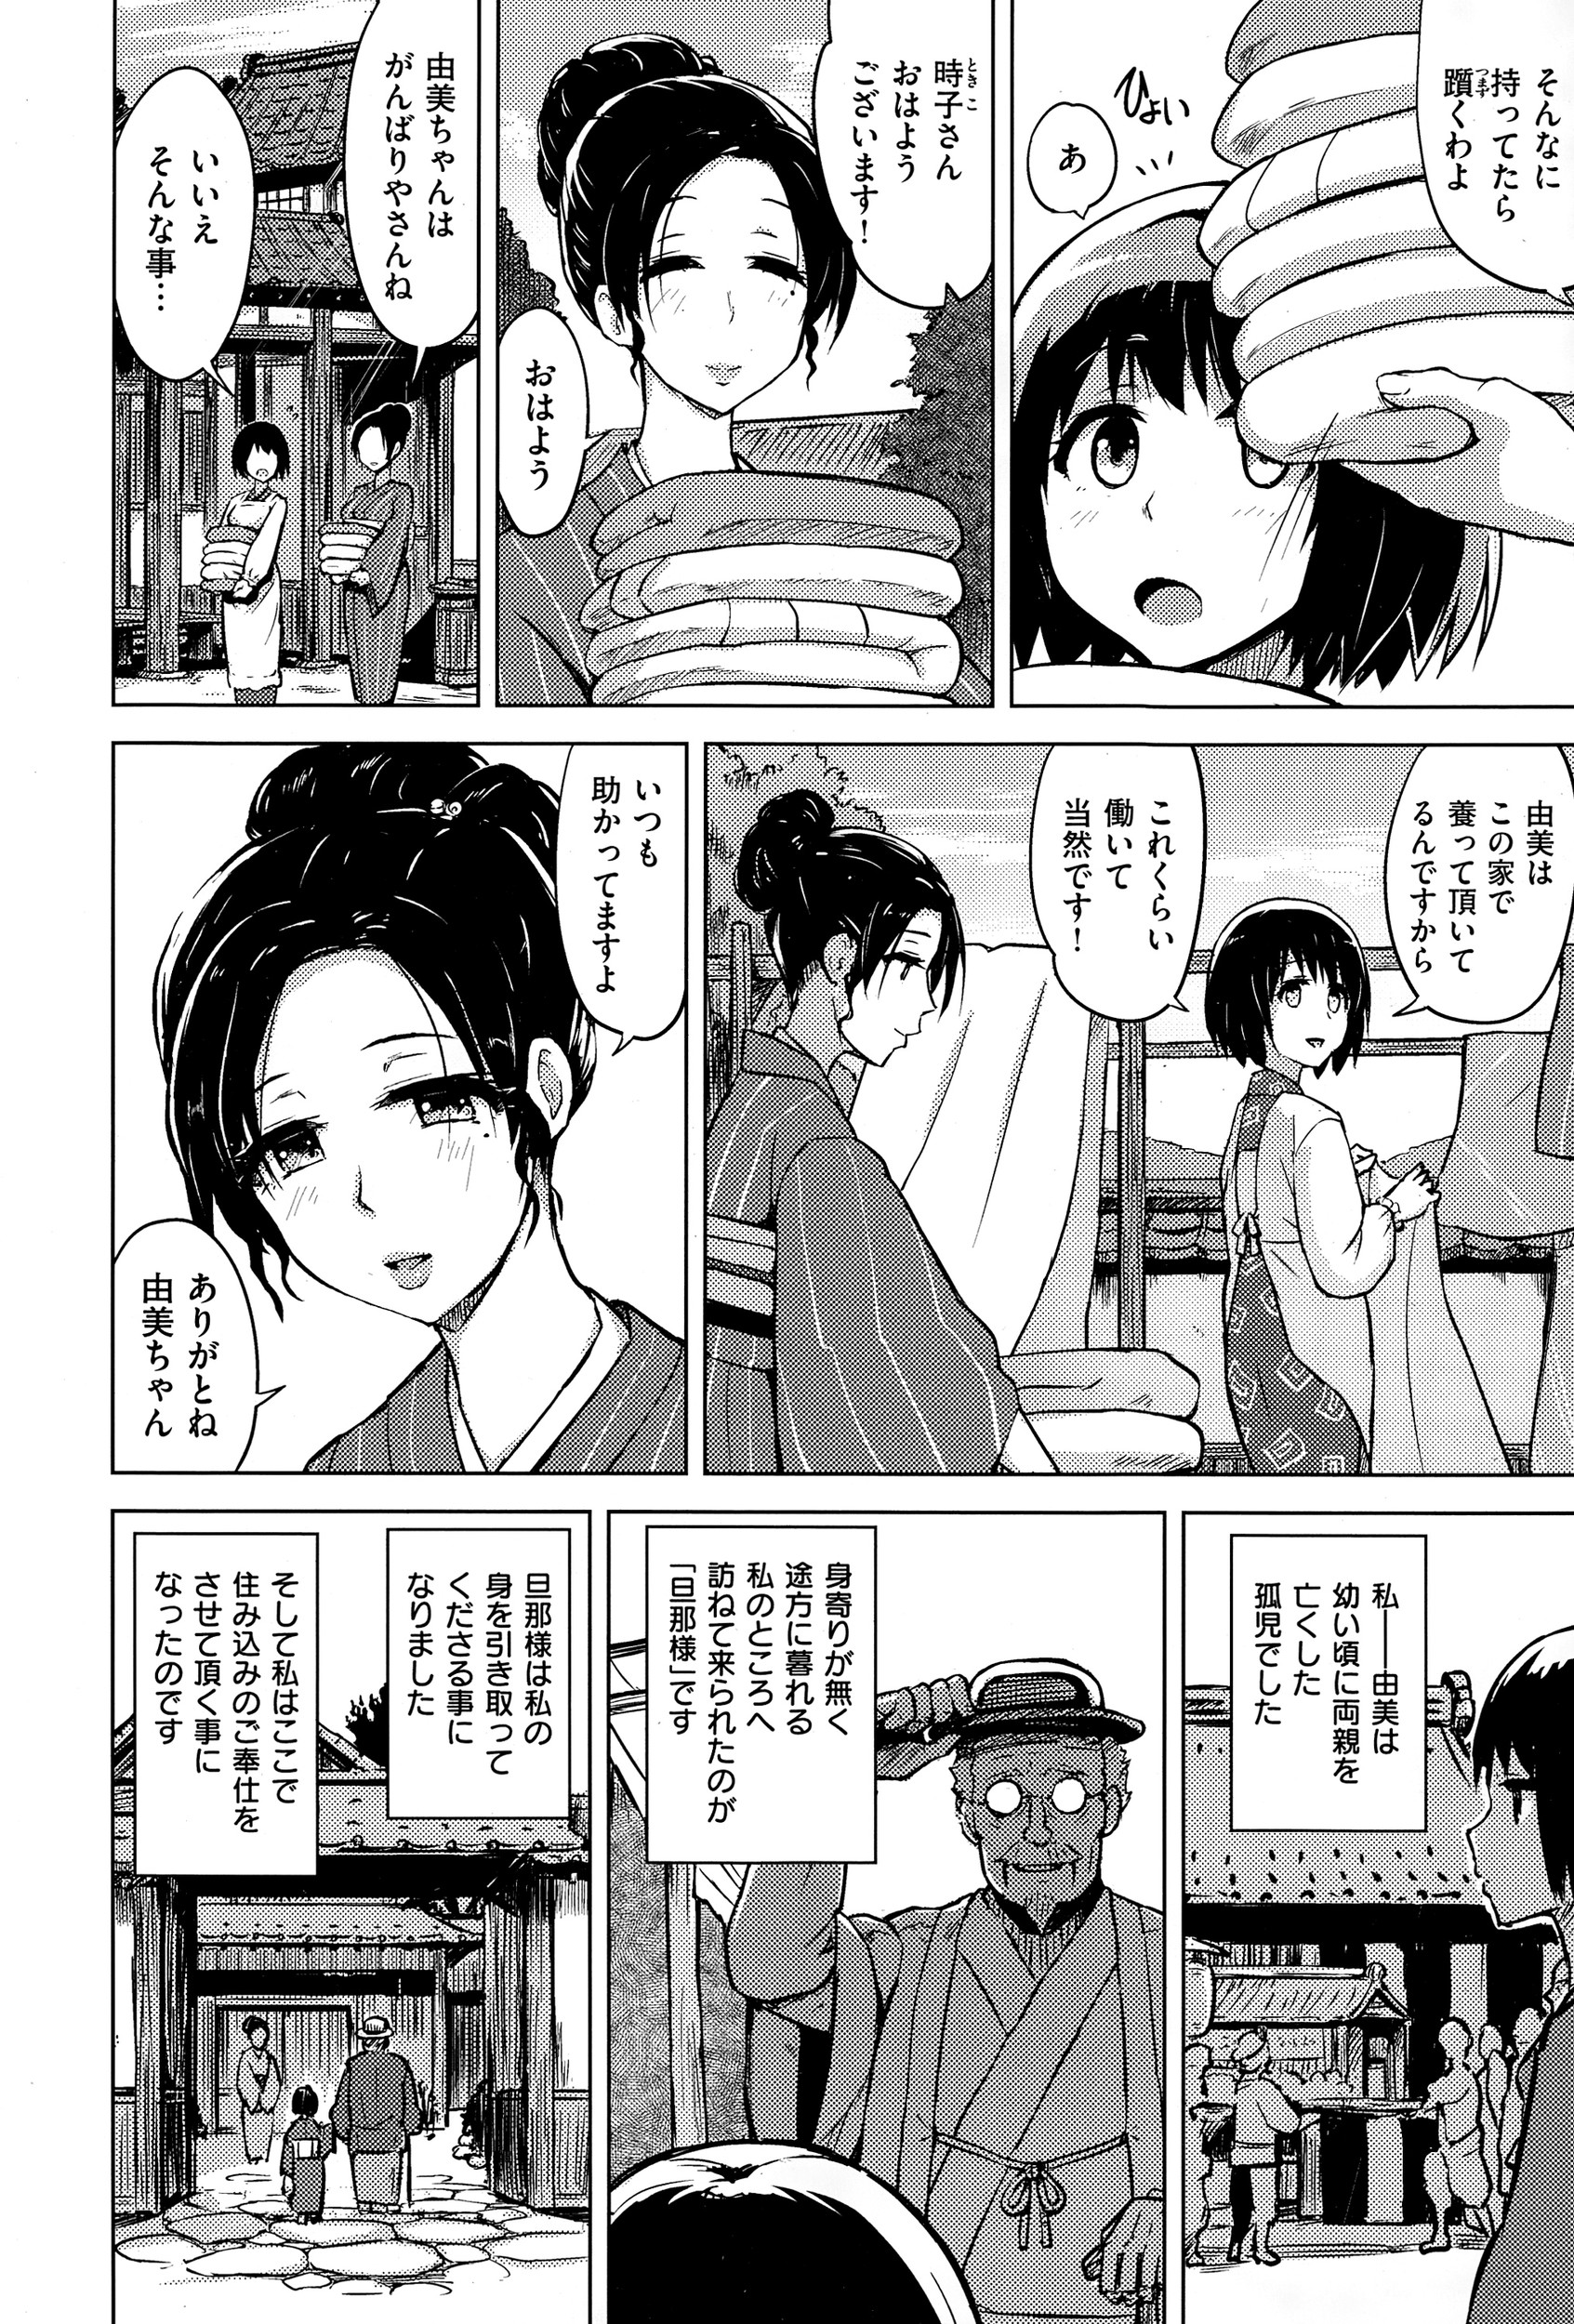 そんなに
持ってたら
躓くわよ
つまず
ひょい
あ
時子さん
ときこ
おはよう
ございます！
おはよう
由美ちゃんは
がんばりやさんね
いいえ
そんな事…
由美は
この家で
養って頂いて
るんですから
これくらい
働いて
当然です！
いつも
助かってますよ
ありがとね
由美ちゃん
私――由美は
幼い頃に両親を
亡くした
孤児でした
身寄りが無く
途方に暮れる
私のところへ
訪ねて来られたのが
「旦那様」です
旦那様は私の
身を引き取って
くださる事に
なりました
そして私はここで
住み込みのご奉仕を
させて頂く事に
なったのです